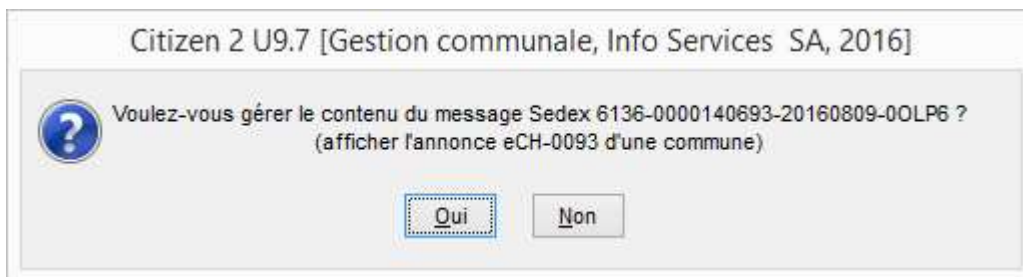 Citizen 2 U9.7 [Gestion communale, Info Services SA, 2016]
Voulez-vous gérer le contenu du message Sedex 6136-0000140693-20160809-0OLP6 ?
(afficher l'annonce eCH-0093 d'une commune)
Oui Non